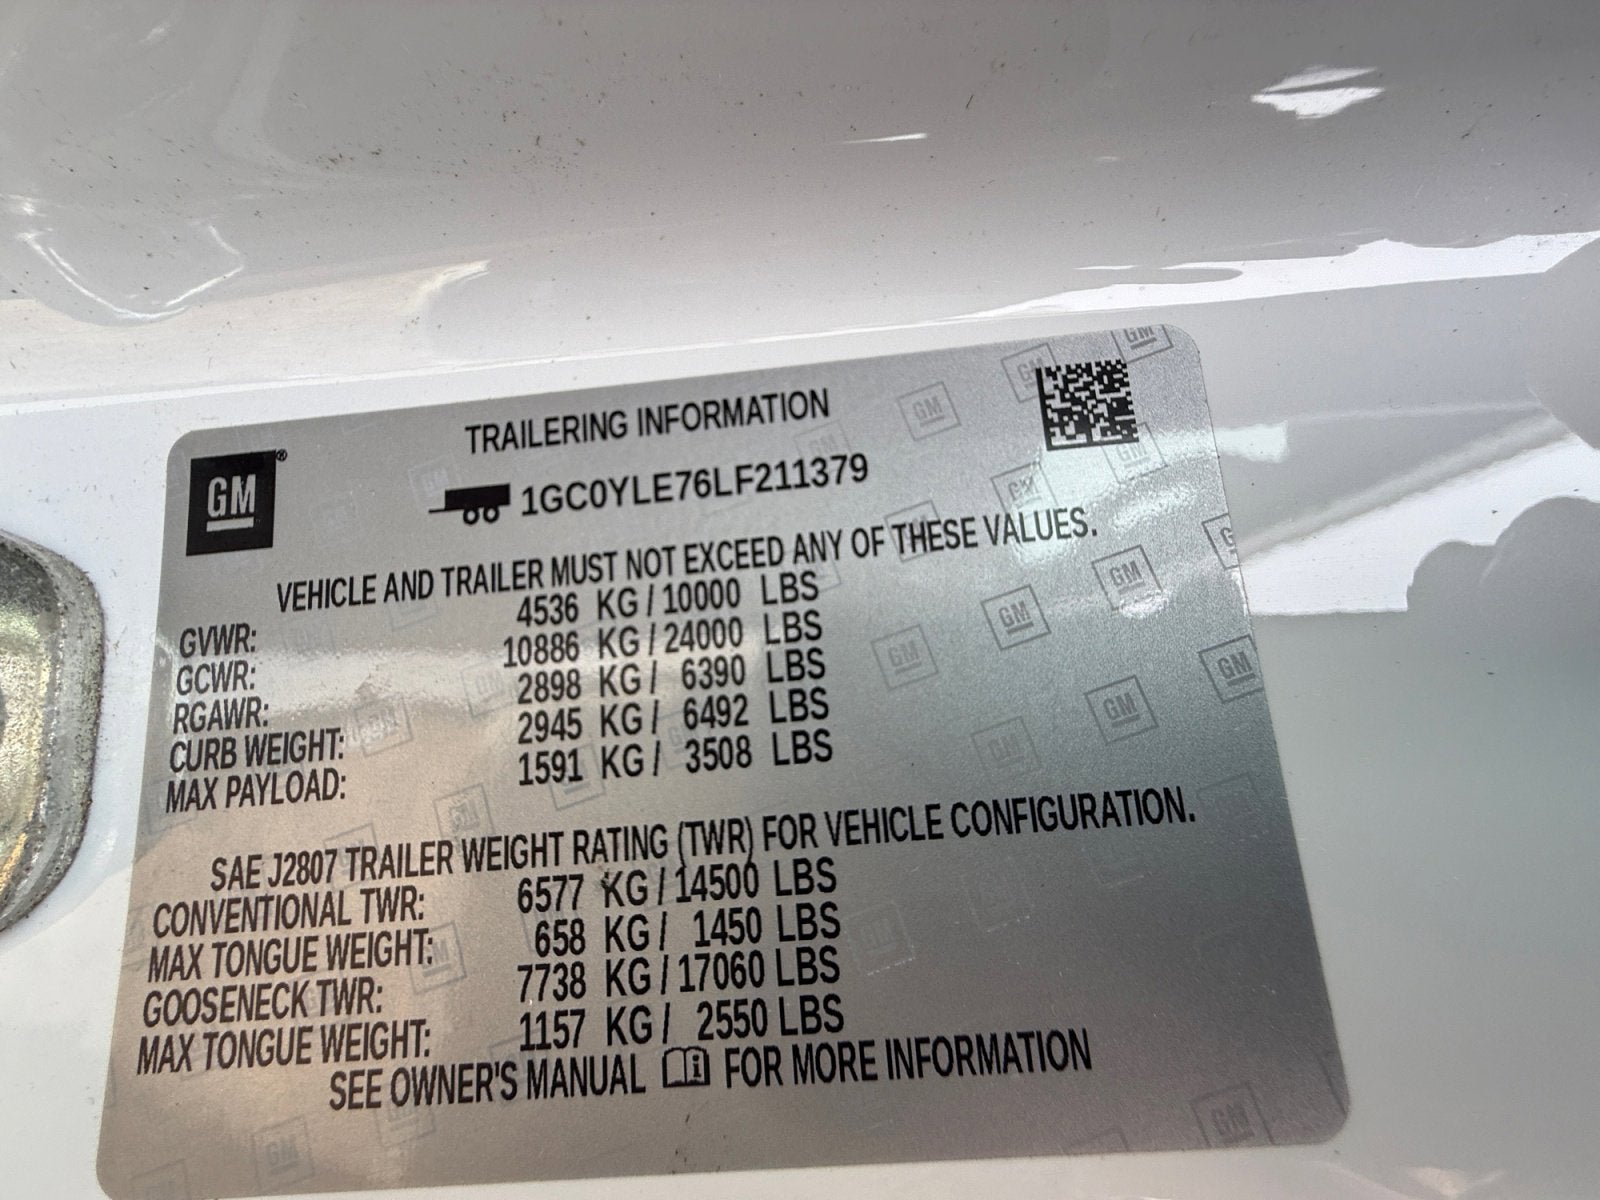 GM®
TRAILERING INFORMATION
1GC0YLE76LF211379
VEHICLE AND TRAILER MUST NOT EXCEED ANY OF THESE VALUES.
GVWR: 4536 KG / 10000 LBS
GCWR: 10886 KG / 24000 LBS
RGAWR: 2898 KG / 6390 LBS
CURB WEIGHT: 2945 KG / 6492 LBS
MAX PAYLOAD: 1591 KG / 3508 LBS
SAE J2807 TRAILER WEIGHT RATING (TWR) FOR VEHICLE CONFIGURATION.
CONVENTIONAL TWR: 6577 KG / 14500 LBS
MAX TONGUE WEIGHT: 658 KG / 1450 LBS
GOOSENECK TWR: 7738 KG / 17060 LBS
MAX TONGUE WEIGHT: 1157 KG / 2550 LBS
SEE OWNER'S MANUAL FOR MORE INFORMATION